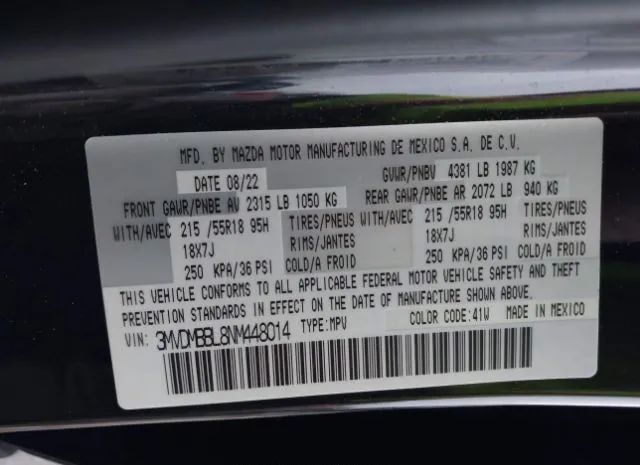 MFD. BY MAZDA MOTOR MANUFACTURING DE MEXICO S.A. DE C.V.
DATE 08/22 GVWR/PNBV 4381 LB 1987 KG
FRONT GAWR/PNBE AV 2315 LB 1050 KG REAR GAWR/PNBE AR 2072 LB 940 KG
WITH/AVEC 215 /55R18 95H TIRES/PNEUS WITH/AVEC 215 /55R18 95H TIRES/PNEUS
18X7J RIMS/JANTES 18X7J RIMS/JANTES
250 KPA/36 PSI COLD/A FROID 250 KPA/36 PSI COLD/A FROID
THIS VEHICLE CONFORMS TO ALL APPLICABLE FEDERAL MOTOR VEHICLE SAFETY AND THEFT
PREVENTION STANDARDS IN EFFECT ON THE DATE OF MANUFACTURE SHOWN ABOVE.
VIN: 3MVDMBBL8NM448014 TYPE:MPV COLOR CODE:41W MADE IN MEXICO